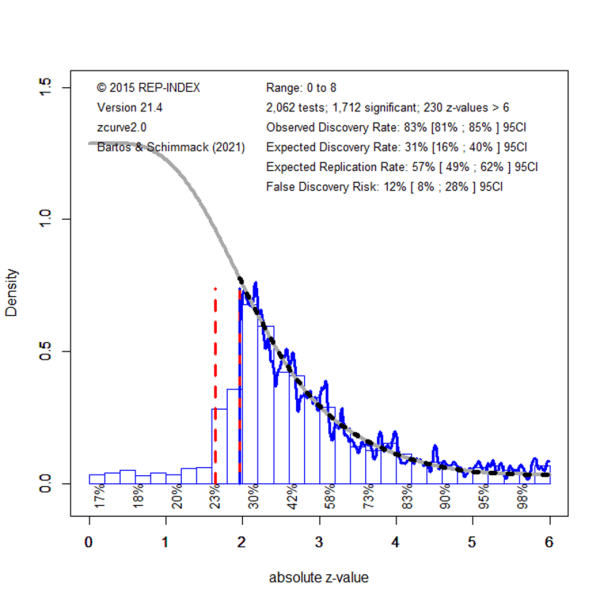 © 2015 REP-INDEX
Version 21.4
zcurve2.0
Bartos & Schimmack (2021)
Range: 0 to 8
2,062 tests; 1,712 significant; 230 z-values > 6
Observed Discovery Rate: 83% [81% ; 85% ] 95CI
Expected Discovery Rate: 31% [16% ; 40% ] 95CI
Expected Replication Rate: 57% [ 49% ; 62% ] 95CI
False Discovery Risk: 12% [ 8% ; 28% ] 95CI
Density
1.5
1.0
0.5
0.0
17% 18% 20% 23% 30% 42% 58% 73% 83% 90% 95% 98%
0 1 2 3 4 5 6
absolute z-value